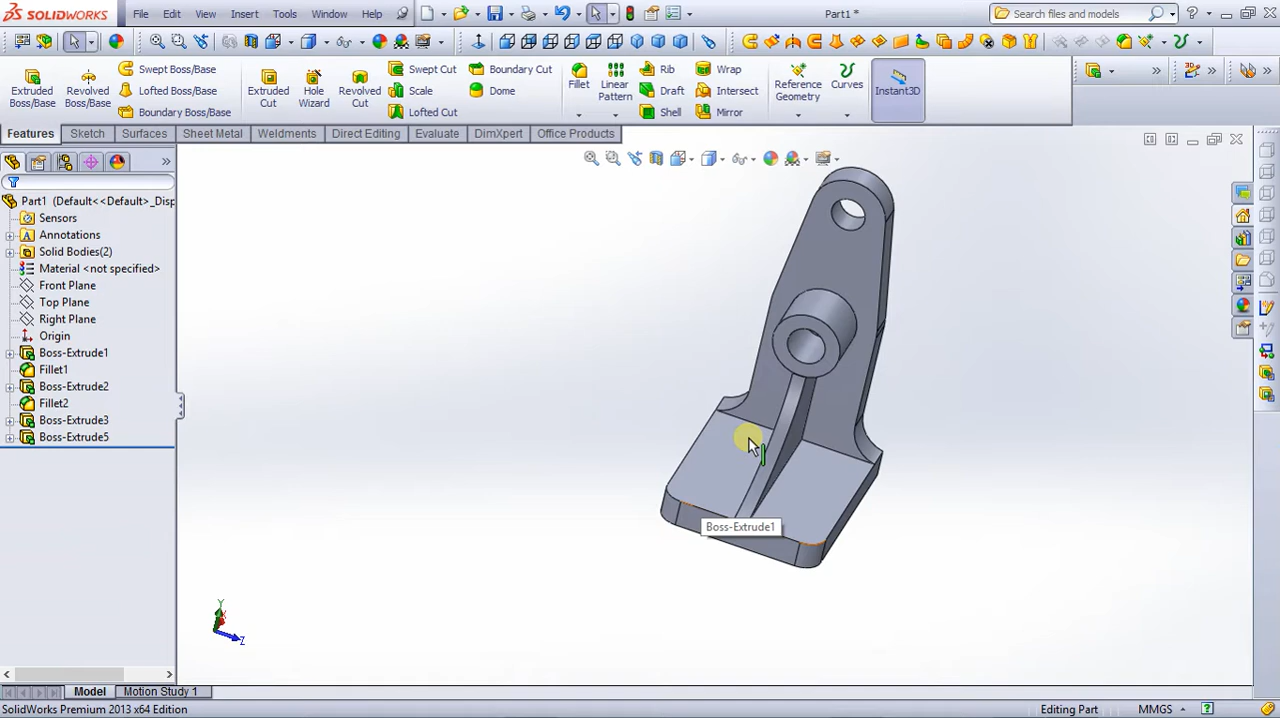 SOLIDWORKS File Edit View Insert Tools Window Help Part1 * Search files and models
Extruded Boss/Base
Revolved Boss/Base
Swept Boss/Base
Lofted Boss/Base
Boundary Boss/Base
Extruded Cut
Hole Wizard
Revolved Cut
Swept Cut
Scale
Lofted Cut
Boundary Cut
Dome
Fillet
Linear Pattern
Rib
Draft
Shell
Wrap
Intersect
Mirror
Reference Geometry
Curves
Instant3D
» » »
Features Sketch Surfaces Sheet Metal Weldments Direct Editing Evaluate DimXpert Office Products
»
Part1 (Default<<Default>_Disp
Sensors
Annotations
Solid Bodies(2)
Material <not specified>
Front Plane
Top Plane
Right Plane
Origin
Boss-Extrude1
Fillet1
Boss-Extrude2
Fillet2
Boss-Extrude3
Boss-Extrude5
Boss-Extrude1
Y
Z
Model Motion Study 1
SolidWorks Premium 2013 x64 Edition Editing Part MMGS